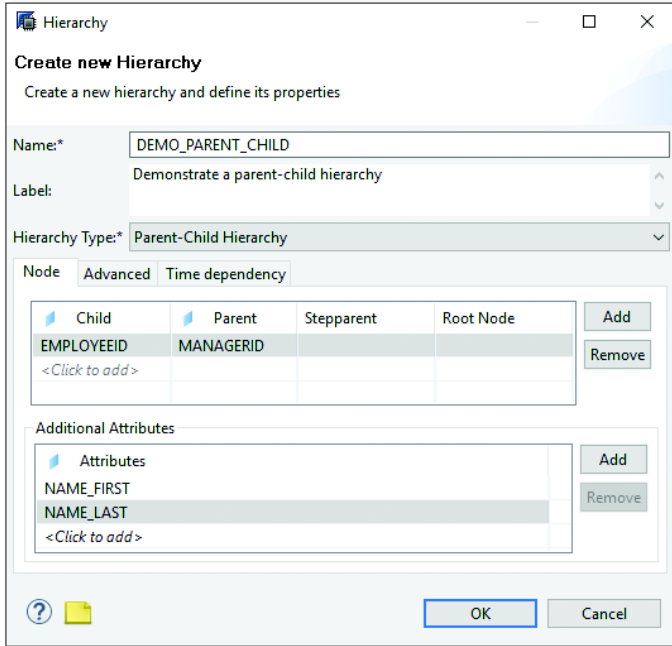 Hierarchy
Create new Hierarchy
Create a new hierarchy and define its properties
Name:* DEMO_PARENT_CHILD
Label: Demonstrate a parent-child hierarchy
Hierarchy Type:* Parent-Child Hierarchy
Node Advanced Time dependency
Child Parent Stepparent Root Node Add
EMPLOYEEID MANAGERID Remove
<Click to add>
Additional Attributes
Attributes Add
NAME_FIRST Remove
NAME_LAST
<Click to add>
? OK Cancel